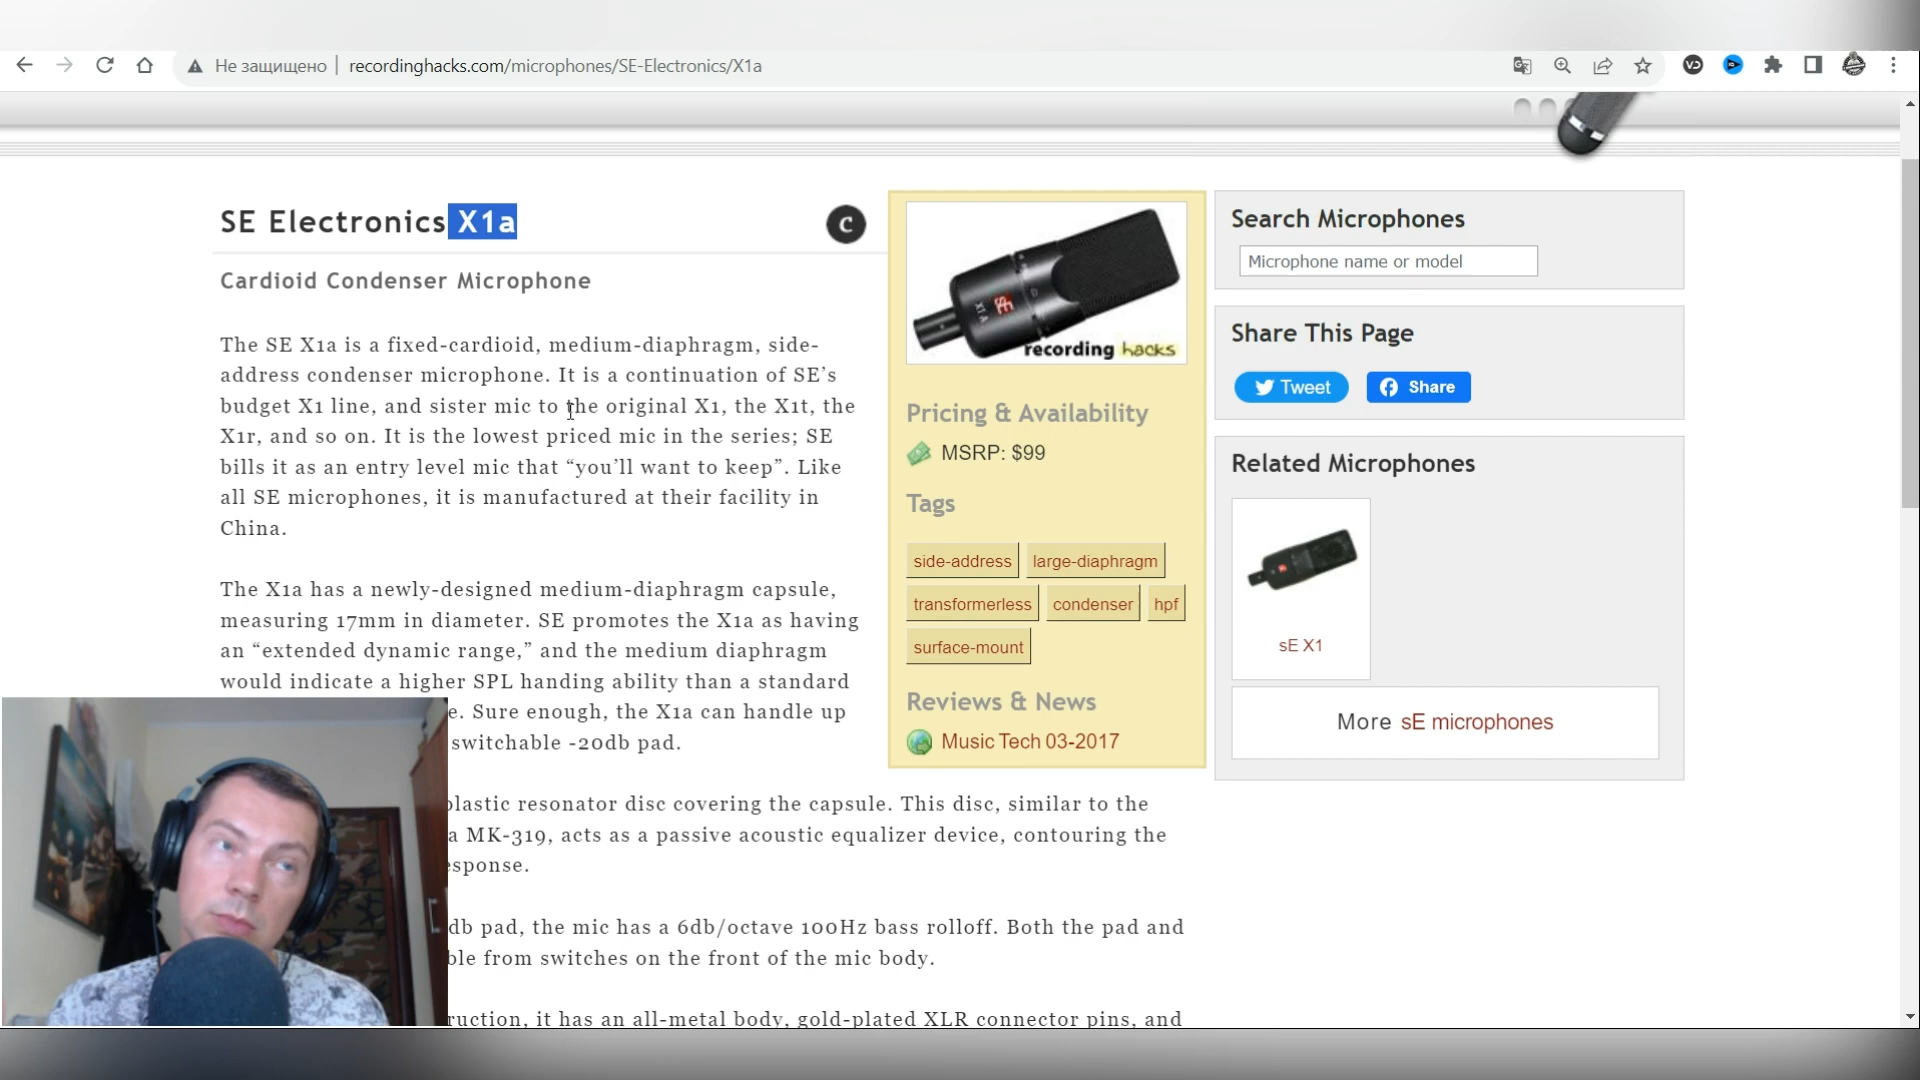 Не защищено
recordinghacks.com/microphones/SE-Electronics/X1a
SE Electronics X1a
C
Cardioid Condenser Microphone
The SE X1a is a fixed-cardioid, medium-diaphragm, side-
address condenser microphone. It is a continuation of SE’s
budget X1 line, and sister mic to the original X1, the X1t, the
X1r, and so on. It is the lowest priced mic in the series; SE
bills it as an entry level mic that “you’ll want to keep”. Like
all SE microphones, it is manufactured at their facility in
China.
The X1a has a newly-designed medium-diaphragm capsule,
measuring 17mm in diameter. SE promotes the X1a as having
an “extended dynamic range,” and the medium diaphragm
would indicate a higher SPL handing ability than a standard
e. Sure enough, the X1a can handle up
switchable -20db pad.
plastic resonator disc covering the capsule. This disc, similar to the
a MK-319, acts as a passive acoustic equalizer device, contouring the
esponse.
db pad, the mic has a 6db/octave 100Hz bass rolloff. Both the pad and
ble from switches on the front of the mic body.
ruction, it has an all-metal body, gold-plated XLR connector pins, and
sE
X1 A
recording hacks
Pricing & Availability
MSRP: $99
Tags
side-address
large-diaphragm
transformerless
condenser
hpf
surface-mount
Reviews & News
Music Tech 03-2017
Search Microphones
Microphone name or model
Share This Page
Tweet
Share
Related Microphones
sE X1
More sE microphones